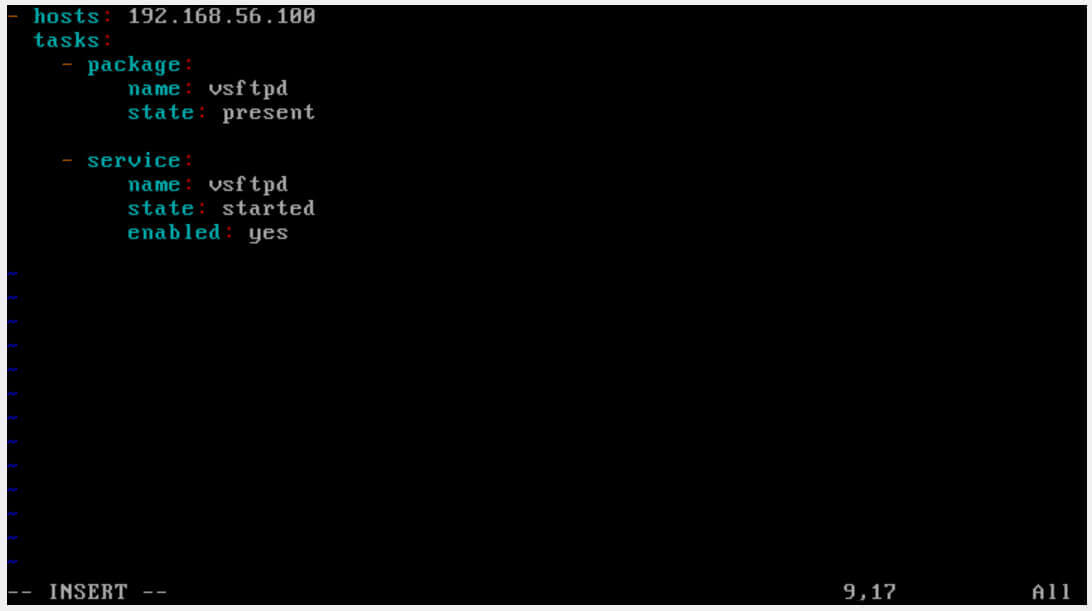 - hosts: 192.168.56.100
  tasks:
    - package:
         name: vsftpd
         state: present

    - service:
         name: vsftpd
         state: started
         enabled: yes

~
~
~
~
~
~
~
~
~
~
~
~
~
-- INSERT --                                                   9,17          All